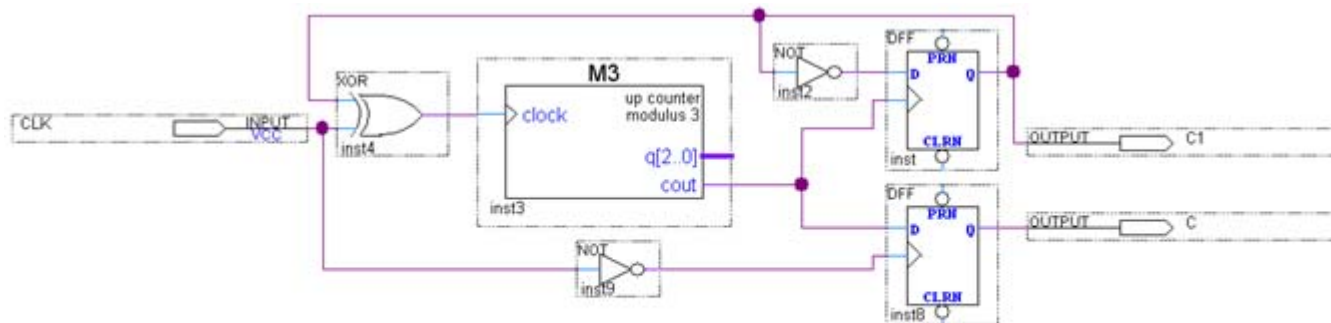 M3
up counter
modulus 3
clock
q[2..0]
cout
inst3
XOR
inst4
CLK
INPUT
VCC
NOT
inst2
DFF
PRN
D
Q
CLRN
inst
OUTPUT
C1
DFF
PRN
D
Q
CLRN
inst8
OUTPUT
C
NOT
inst9